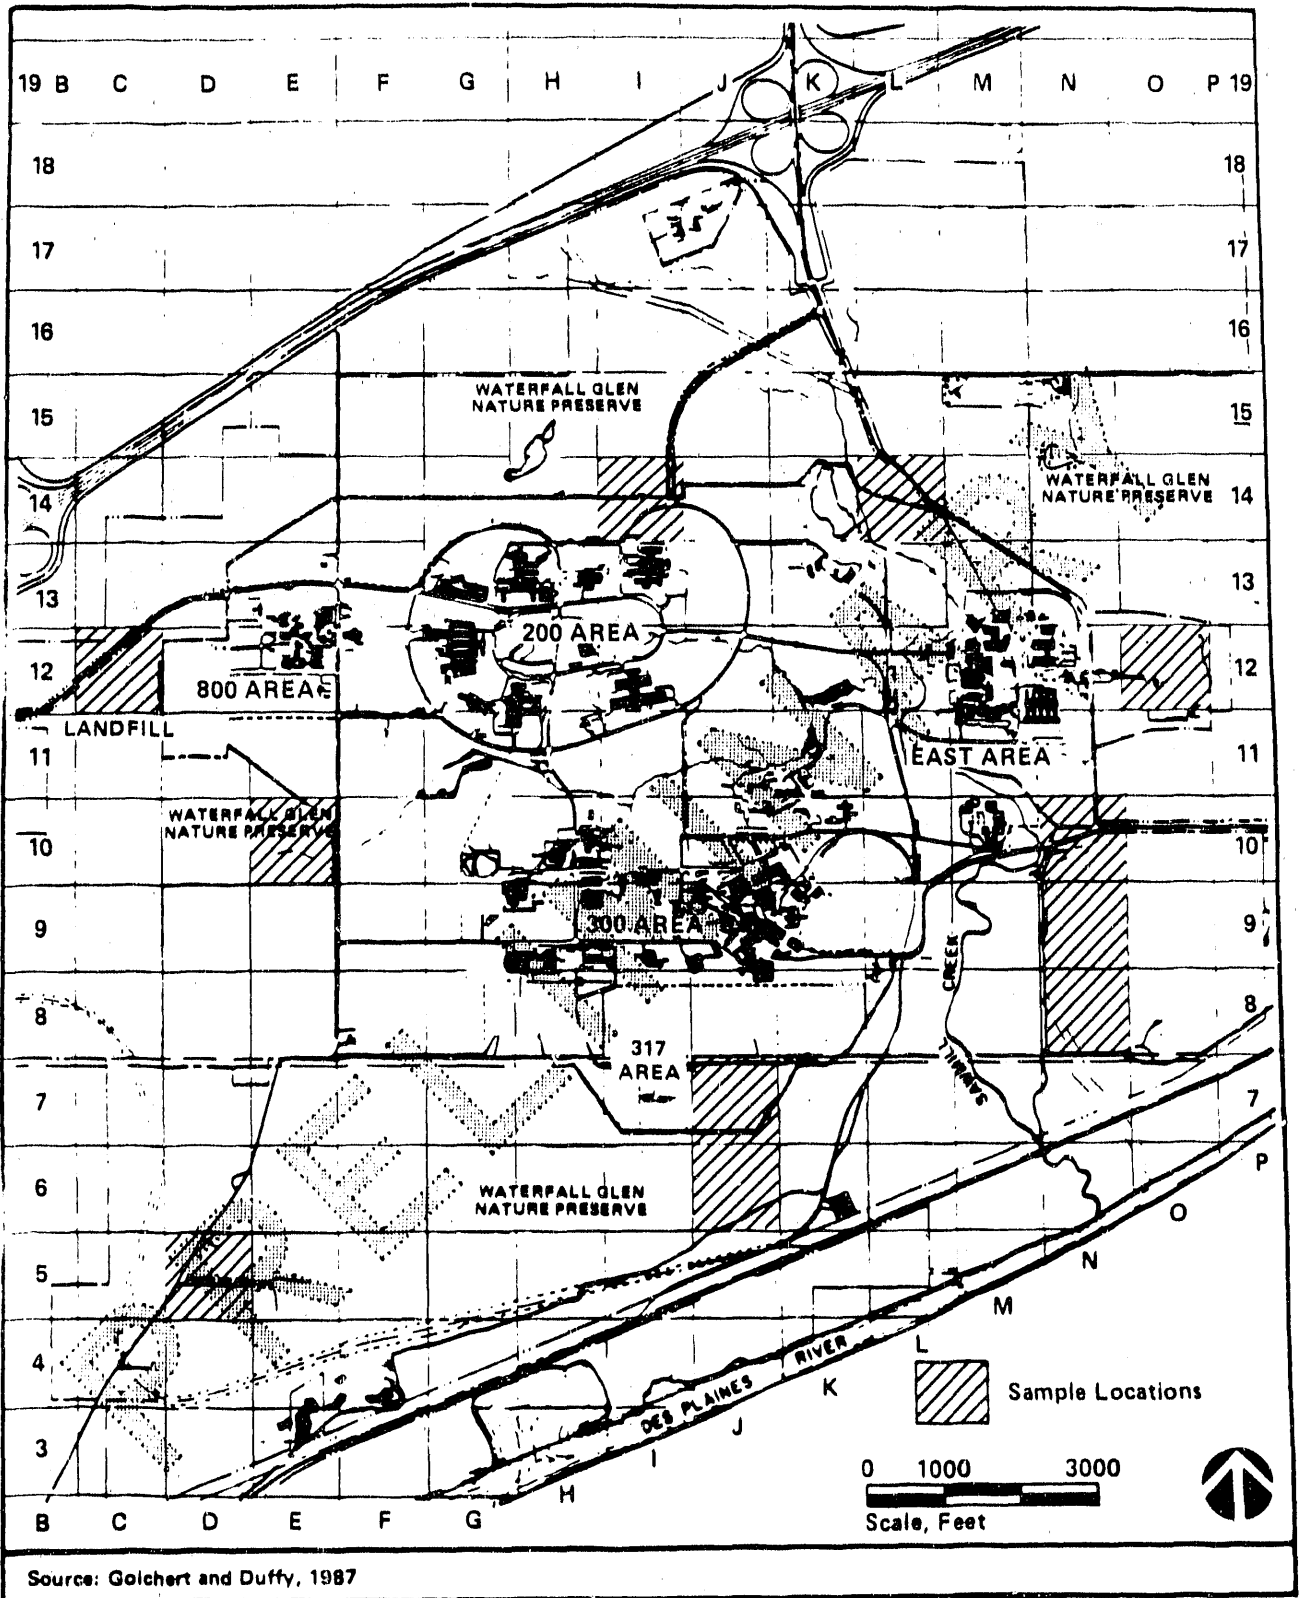 19 B C D E F G H I J K L M N O P 19
18 18
17 17
16 16
WATERFALL GLEN
NATURE PRESERVE
15 15
WATERFALL GLEN
NATURE PRESERVE
14 14
13 13
200 AREA
12 12
800 AREA
LANDFILL
11 EAST AREA 11
WATERFALL GLEN
NATURE PRESERVE
10 10
9 300 AREA 9
CREEK
8 8
317
AREA
SAWMILL
7 7
P
6
WATERFALL GLEN
NATURE PRESERVE
O
5 N
M
4 L
RIVER
K
DES PLAINES
Sample Locations
J
3 I
H
0 1000 3000
Scale, Feet
B C D E F G
Source: Golchert and Duffy, 1987